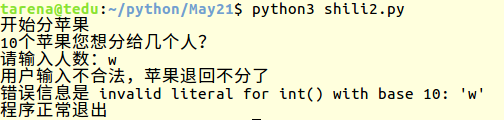 tarena@tedu:~/python/May21$ python3 shili2.py
开始分苹果
10个苹果您想分给几个人?
请输入人数: w
用户输入不合法，苹果退回不分了
错误信息是 invalid literal for int() with base 10: 'w'
程序正常退出